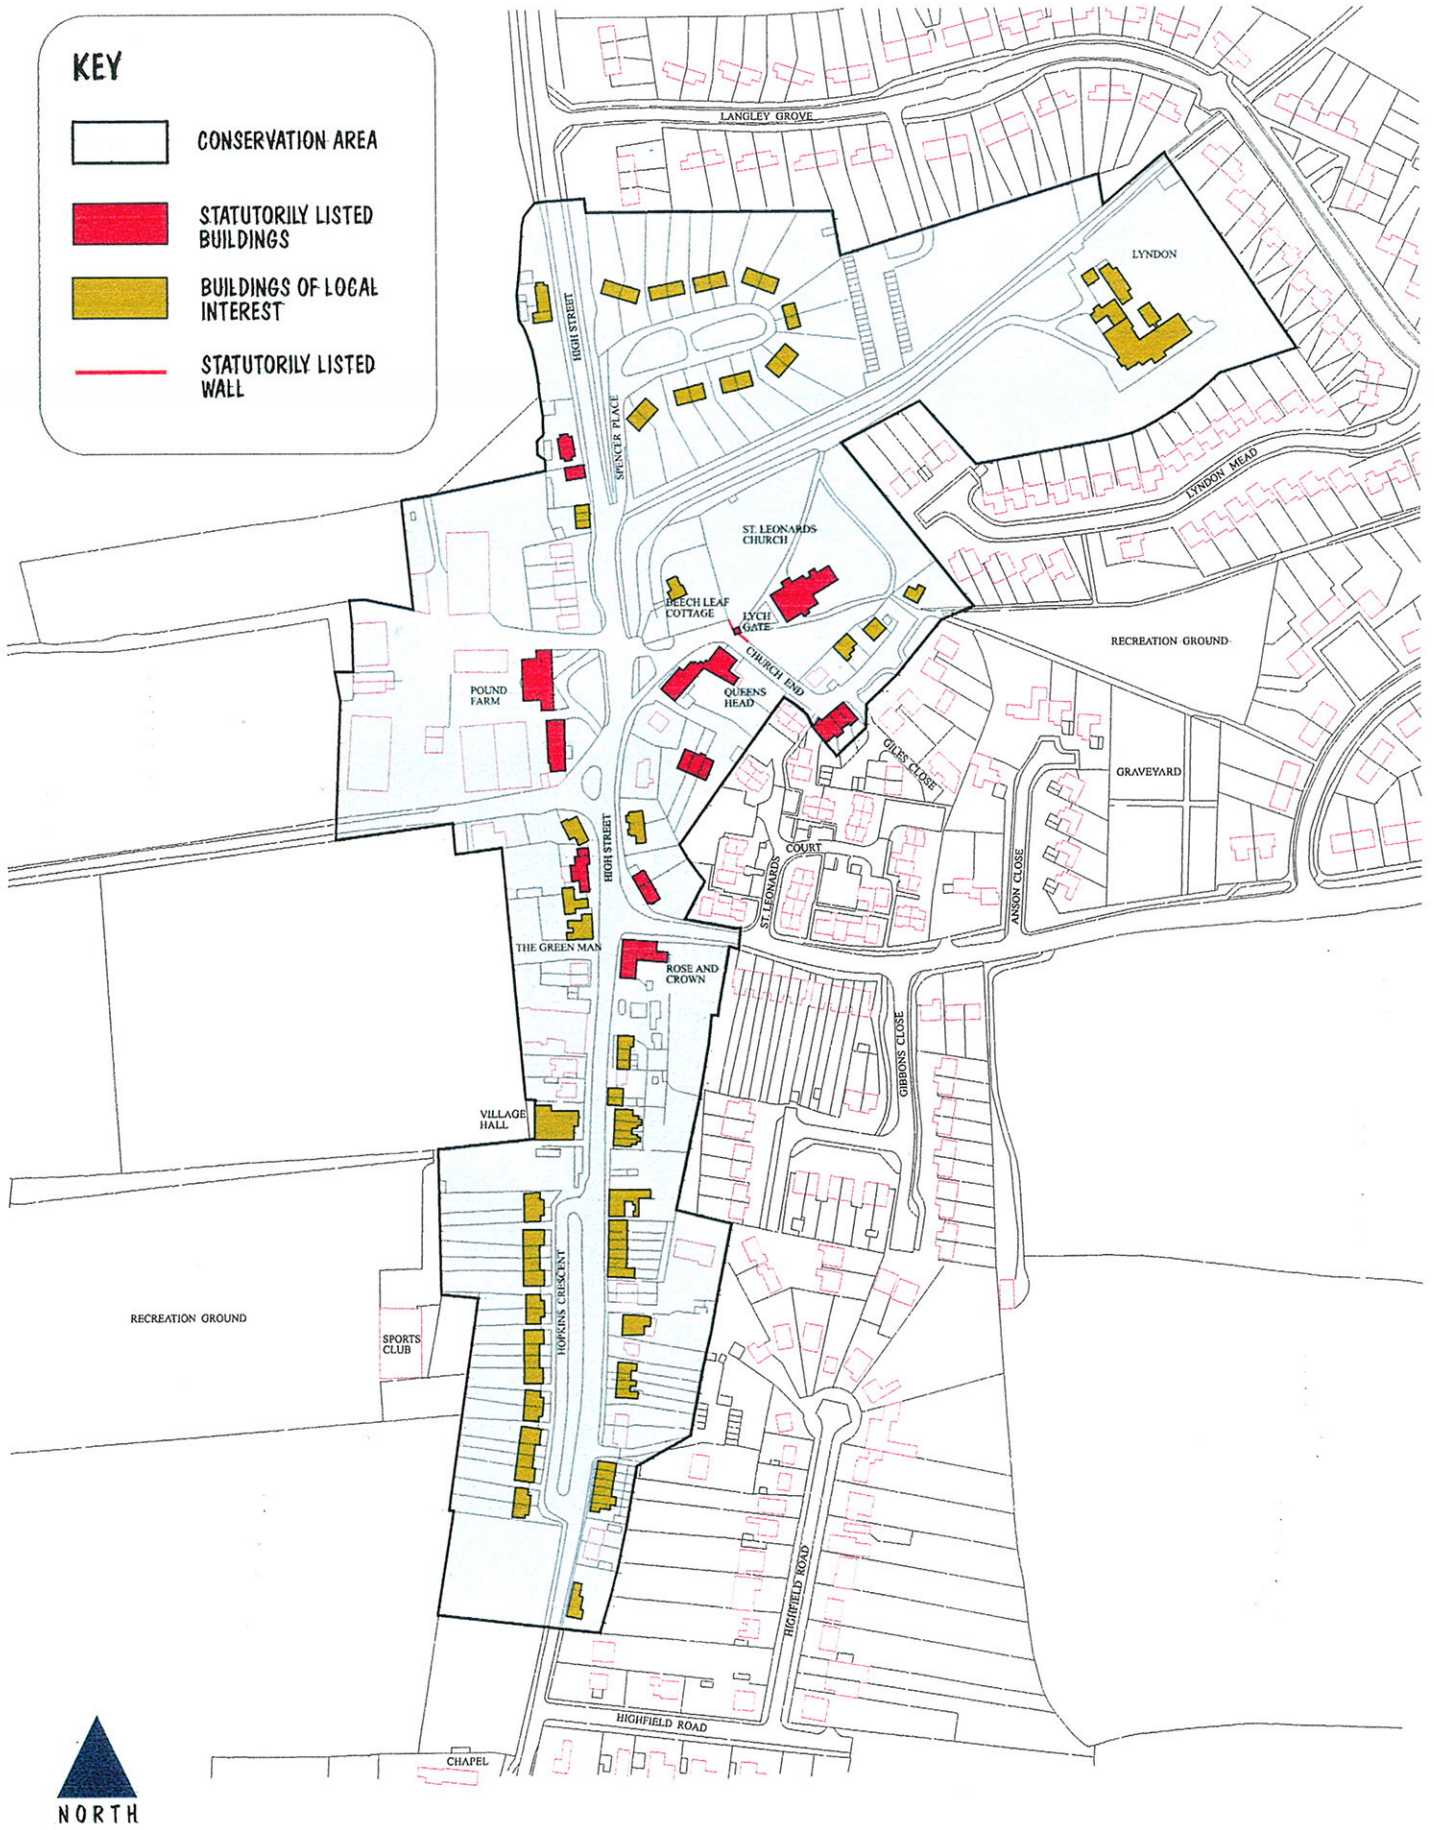 KEY
CONSERVATION AREA
STATUTORILY LISTED
BUILDINGS
BUILDINGS OF LOCAL
INTEREST
STATUTORILY LISTED
WALL
LANGLEY GROVE
LYNDON
HIGH STREET
SPENCER PLACE
LYNDON MEAD
ST. LEONARDS
CHURCH
BEECH LEAF
COTTAGE
LYCH
GATE
CHURCH END
RECREATION GROUND
POUND
FARM
QUEENS
HEAD
GILES CLOSE
GRAVEYARD
HIGH STREET
COURT
ST. LEONARDS
ANSON CLOSE
THE GREEN MAN
ROSE AND
CROWN
GIBBONS CLOSE
VILLAGE
HALL
HOPKINS CRESCENT
RECREATION GROUND
SPORTS
CLUB
HIGHFIELD ROAD
HIGHFIELD ROAD
CHAPEL
NORTH